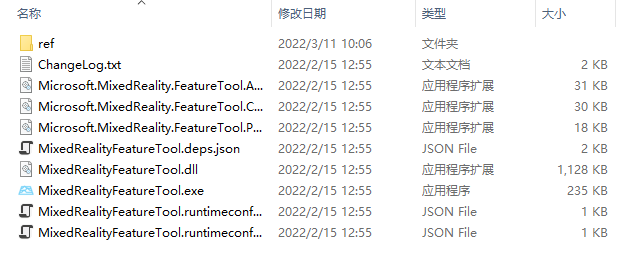 名称 修改日期 类型 大小
ref 2022/3/11 10:06 文件夹
ChangeLog.txt 2022/2/15 12:55 文本文档 2 KB
Microsoft.MixedReality.FeatureTool.A... 2022/2/15 12:55 应用程序扩展 31 KB
Microsoft.MixedReality.FeatureTool.C... 2022/2/15 12:55 应用程序扩展 30 KB
Microsoft.MixedReality.FeatureTool.P... 2022/2/15 12:55 应用程序扩展 18 KB
MixedRealityFeatureTool.deps.json 2022/2/15 12:55 JSON File 2 KB
MixedRealityFeatureTool.dll 2022/2/15 12:55 应用程序扩展 1,128 KB
MixedRealityFeatureTool.exe 2022/2/15 12:55 应用程序 235 KB
MixedRealityFeatureTool.runtimeconf... 2022/2/15 12:55 JSON File 1 KB
MixedRealityFeatureTool.runtimeconf... 2022/2/15 12:55 JSON File 1 KB